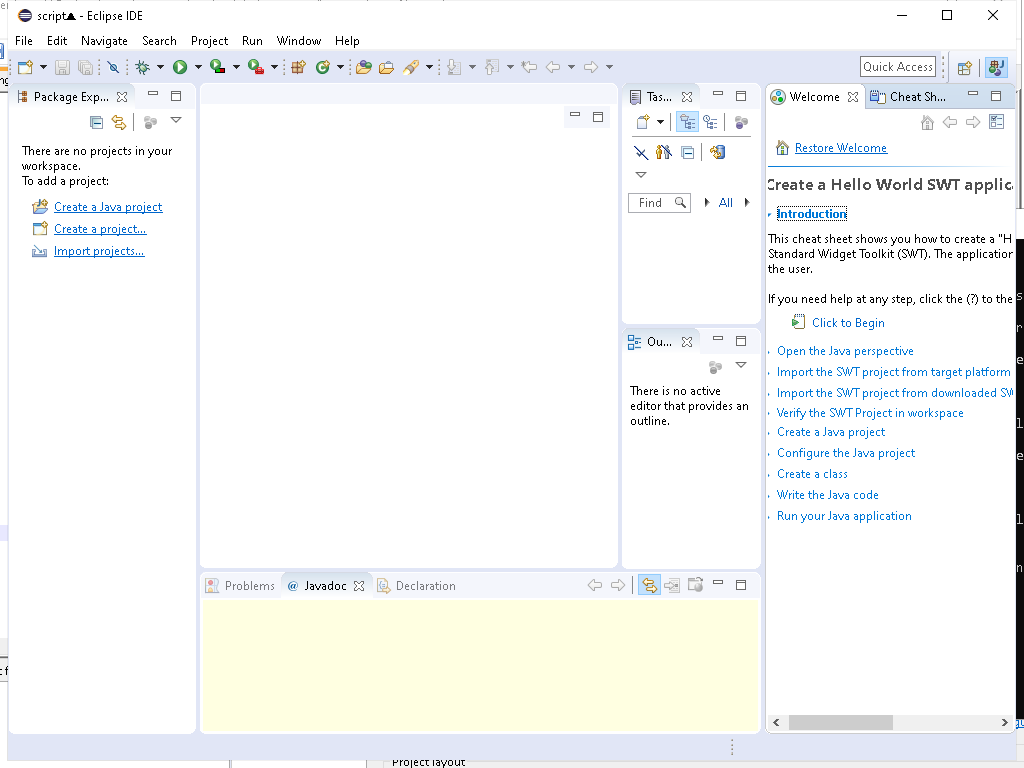 script▲ - Eclipse IDE
File Edit Navigate Search Project Run Window Help
Quick Access
Package Exp...
There are no projects in your
workspace.
To add a project:
Create a Java project
Create a project...
Import projects...
Tas...
Find
All
Ou...
There is no active
editor that provides an
outline.
Problems
Javadoc
Declaration
Welcome
Cheat Sh...
Restore Welcome
Create a Hello World SWT applic
Introduction
This cheat sheet shows you how to create a "H
Standard Widget Toolkit (SWT). The application
the user.
If you need help at any step, click the (?) to the
Click to Begin
Open the Java perspective
Import the SWT project from target platform
Import the SWT project from downloaded SW
Verify the SWT Project in workspace
Create a Java project
Configure the Java project
Create a class
Write the Java code
Run your Java application
Project layout